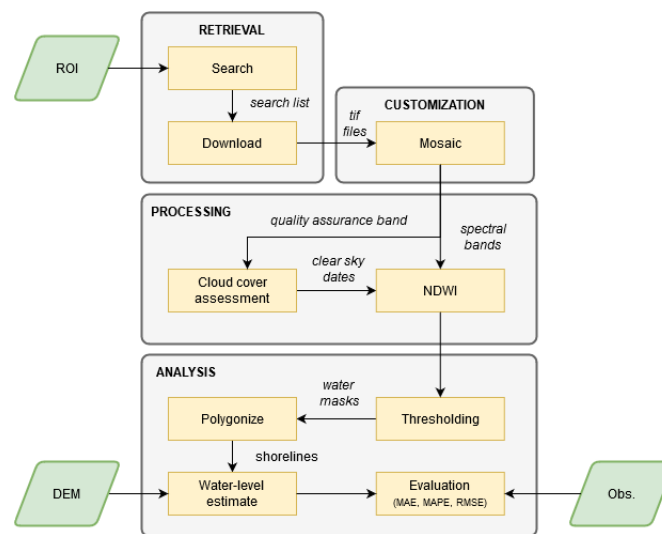 RETRIEVAL
ROI
Search
search list
Download
tif
files
CUSTOMIZATION
Mosaic
PROCESSING
quality assurance band
spectral
bands
Cloud cover
assessment
clear sky
dates
NDWI
ANALYSIS
water
masks
Polygonize
Thresholding
shorelines
DEM
Water-level
estimate
Evaluation
(MAE, MAPE, RMSE)
Obs.